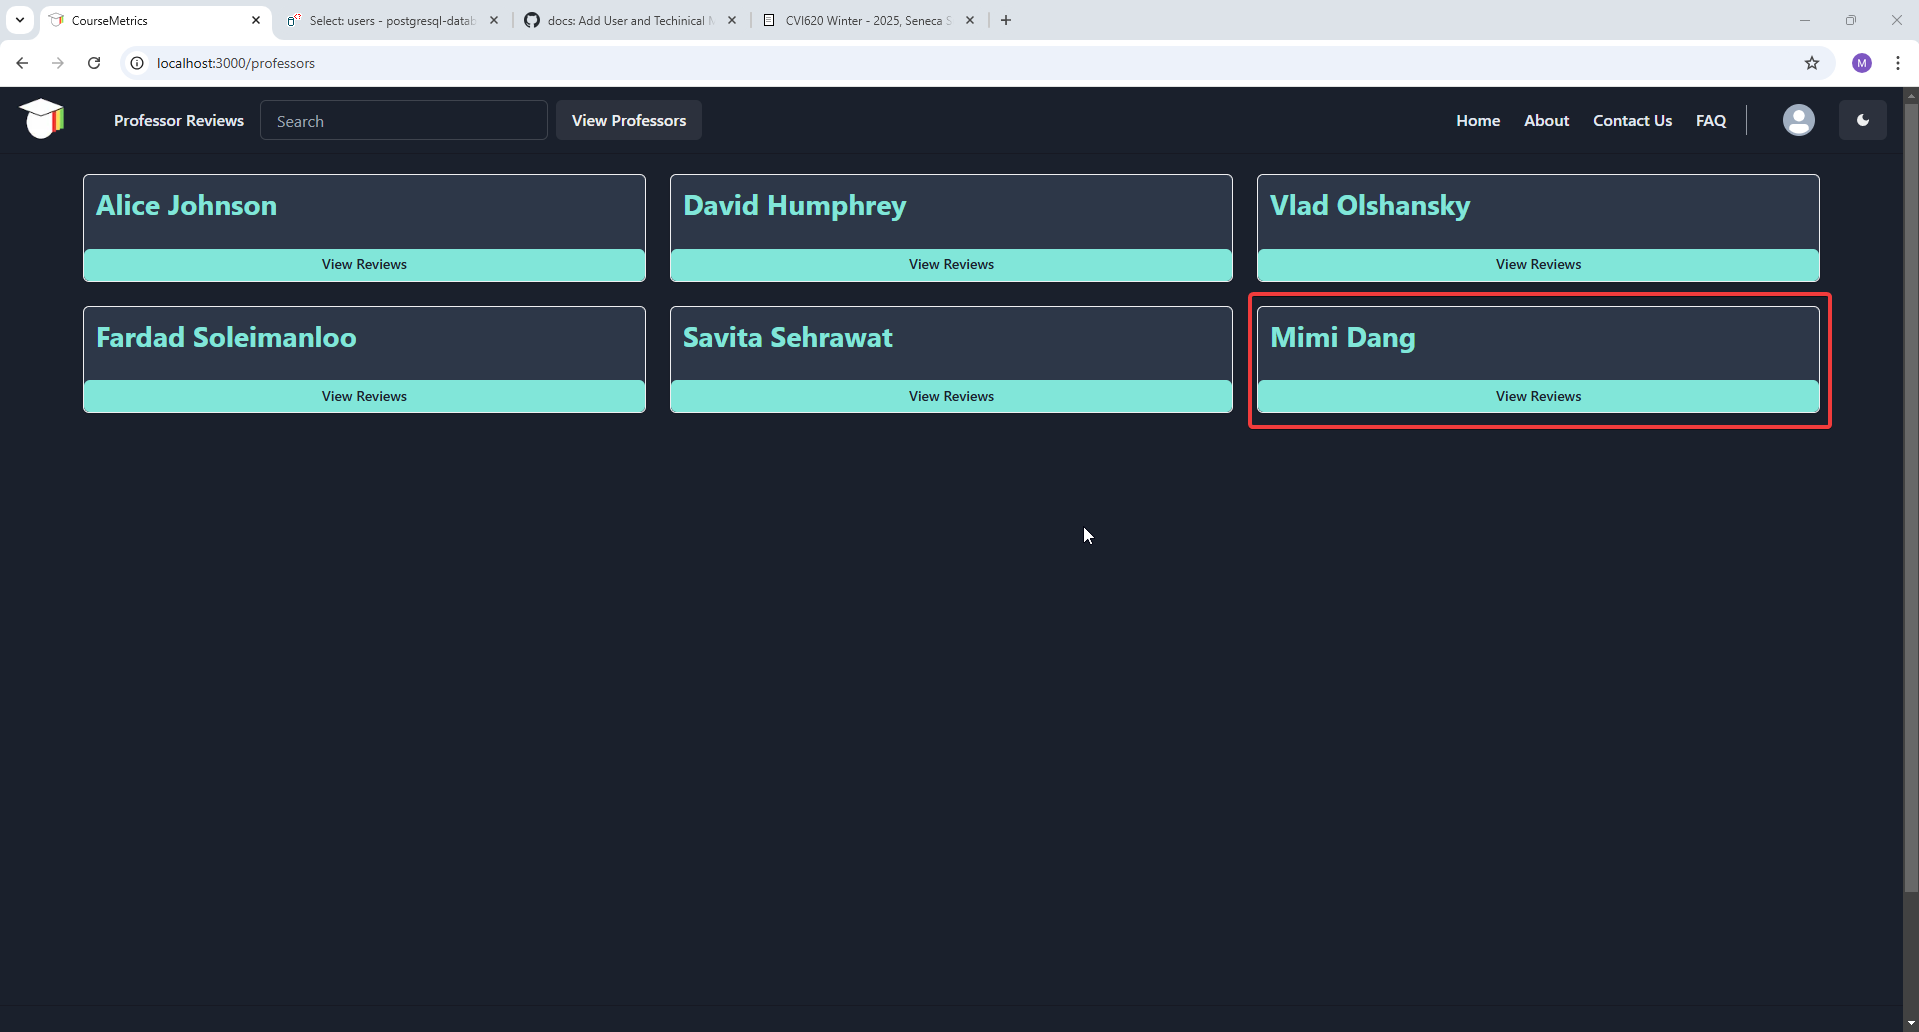 CourseMetrics
Select: users - postgresql-datab
docs: Add User and Techinical M
CVI620 Winter - 2025, Seneca S
localhost:3000/professors
M
Professor Reviews
Search
View Professors
Home
About
Contact Us
FAQ
Alice Johnson
View Reviews
David Humphrey
View Reviews
Vlad Olshansky
View Reviews
Fardad Soleimanloo
View Reviews
Savita Sehrawat
View Reviews
Mimi Dang
View Reviews